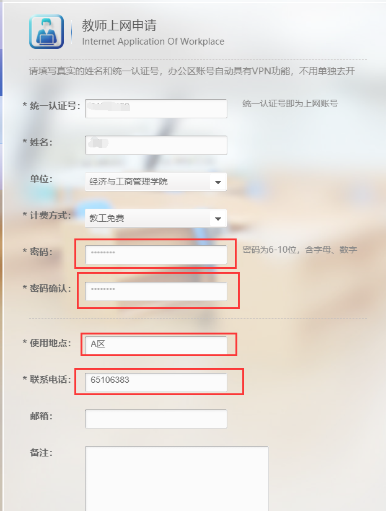 教师上网申请
Internet Application Of Workplace
请填写真实的姓名和统一认证号，办公区账号自动具有VPN功能，不用单独去开
* 统一认证号： 统一认证号即为上网账号
* 姓名：
单位： 经济与工商管理学院
* 计费方式： 教工免费
* 密码： ******** 密码为6-10位，含字母、数字
* 密码确认： ********
* 使用地点： A区
* 联系电话： 65106383
邮箱：
备注：